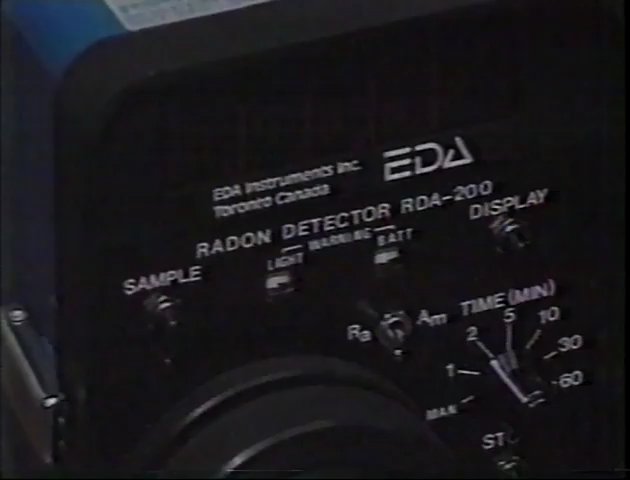 EDA Instruments Inc.
Toronto Canada
EDA
RADON DETECTOR RDA-200
SAMPLE
LIGHT
WARNING
BATT
DISPLAY
Ra
Am
TIME (MIN)
MAN
1
2
5
10
30
60